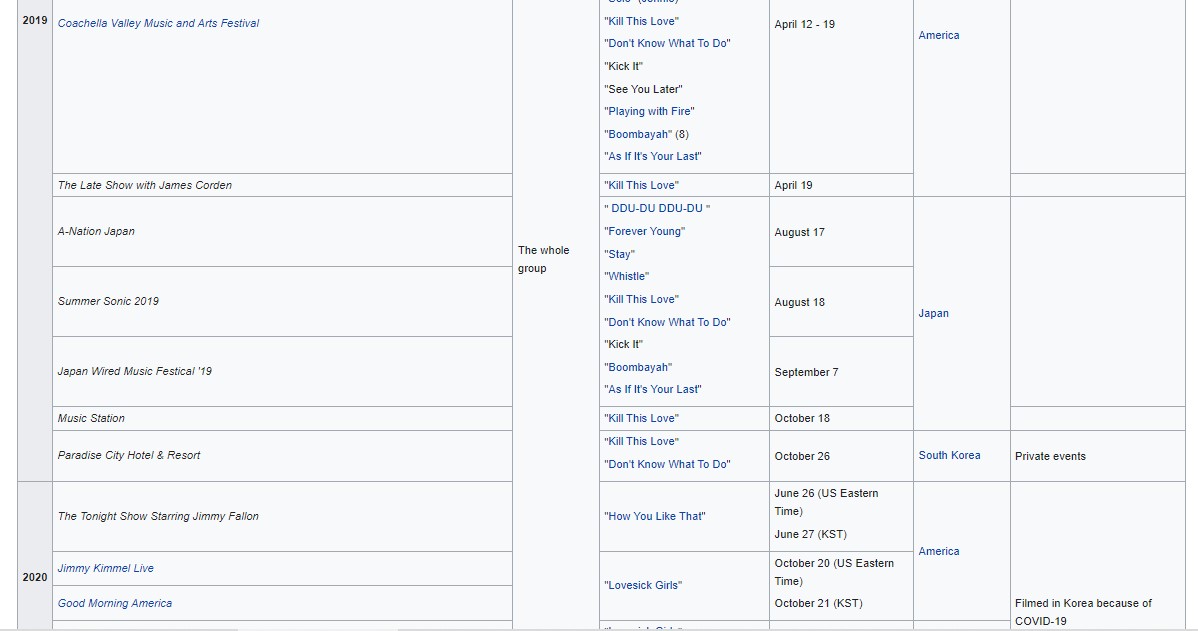 2019
Coachella Valley Music and Arts Festival
"Kill This Love"
"Don't Know What To Do"
"Kick It"
"See You Later"
"Playing with Fire"
"Boombayah" (8)
"As If It's Your Last"
April 12 - 19
America
The Late Show with James Corden
"Kill This Love"
April 19
The whole
group
A-Nation Japan
Summer Sonic 2019
Japan Wired Music Festical '19
" DDU-DU DDU-DU "
"Forever Young"
"Stay"
"Whistle"
"Kill This Love"
"Don't Know What To Do"
"Kick It"
"Boombayah"
"As If It's Your Last"
August 17
August 18
September 7
Japan
Music Station
"Kill This Love"
October 18
Paradise City Hotel & Resort
"Kill This Love"
"Don't Know What To Do"
October 26
South Korea
Private events
2020
The Tonight Show Starring Jimmy Fallon
"How You Like That"
June 26 (US Eastern
Time)
June 27 (KST)
America
Jimmy Kimmel Live
Good Morning America
"Lovesick Girls"
October 20 (US Eastern
Time)
October 21 (KST)
Filmed in Korea because of
COVID-19